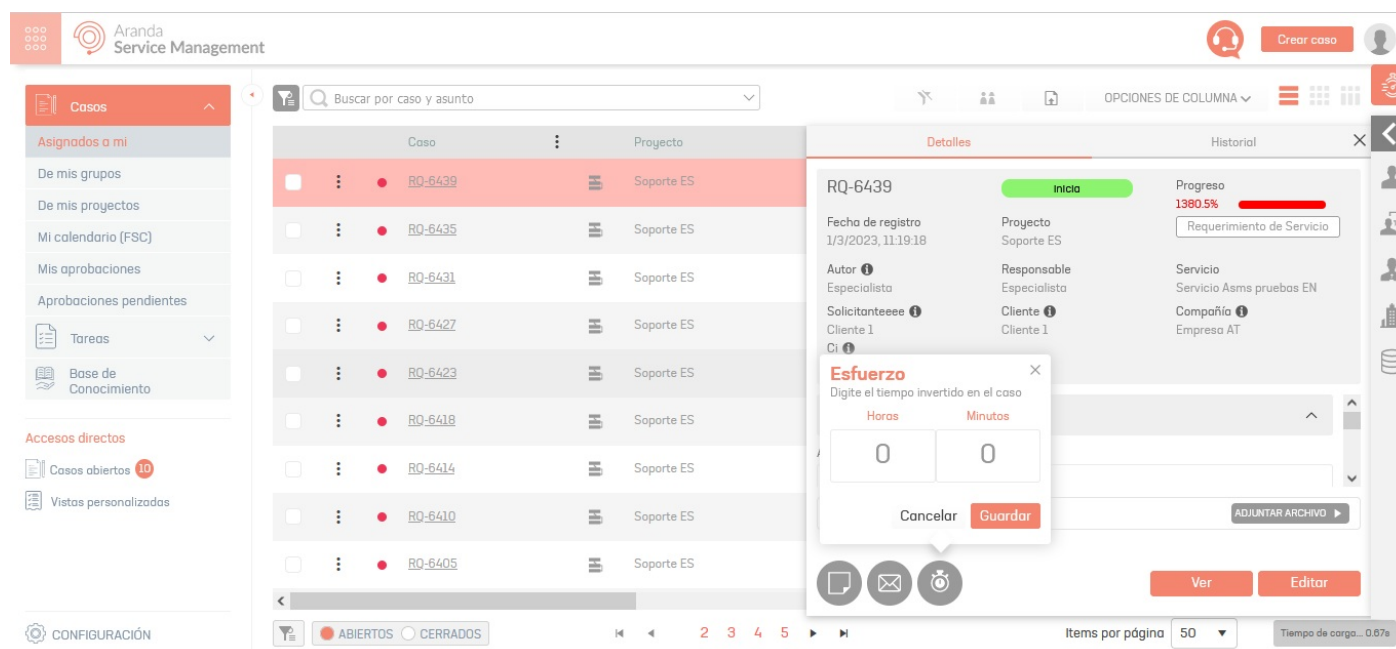 Aranda
Service Management
Crear caso
Casos
Asignados a mi
De mis grupos
De mis proyectos
Mi calendario (FSC)
Mis aprobaciones
Aprobaciones pendientes
Tareas
Base de
Conocimiento
Accesos directos
Casos abiertos 10
Vistas personalizadas
CONFIGURACIÓN
Buscar por caso y asunto
OPCIONES DE COLUMNA
Caso Proyecto
RQ-6439 Soporte ES
RQ-6435 Soporte ES
RQ-6431 Soporte ES
RQ-6427 Soporte ES
RQ-6423 Soporte ES
RQ-6418 Soporte ES
RQ-6414 Soporte ES
RQ-6410 Soporte ES
RQ-6405 Soporte ES
ABIERTOS CERRADOS
2 3 4 5
Items por página 50
Tiempo de carga... 0.67s
Detalles Historial
RQ-6439 Inicia Progreso
1380.5%
Fecha de registro Proyecto Requerimiento de Servicio
1/3/2023, 11:19:18 Soporte ES
Autor Responsable Servicio
Especialista Especialista Servicio Asms pruebas EN
Solicitanteeee Cliente Compañía
Cliente 1 Cliente 1 Empresa AT
Ci
Esfuerzo
Digite el tiempo invertido en el caso
Horas Minutos
0 0
Cancelar Guardar
ADJUNTAR ARCHIVO
Ver Editar